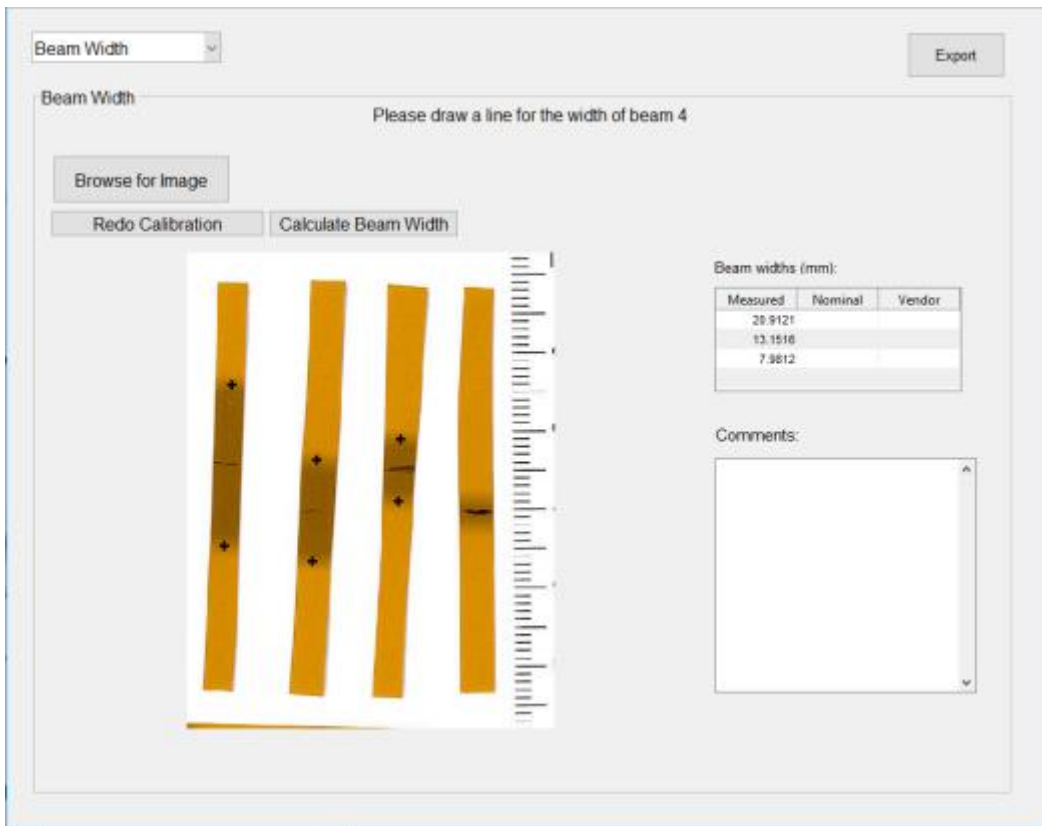 Beam Width
Export
Beam Width
Please draw a line for the width of beam 4
Browse for Image
Redo Calibration
Calculate Beam Width
Beam widths (mm):
Measured Nominal Vendor
20.9121
13.1516
7.9812
Comments: